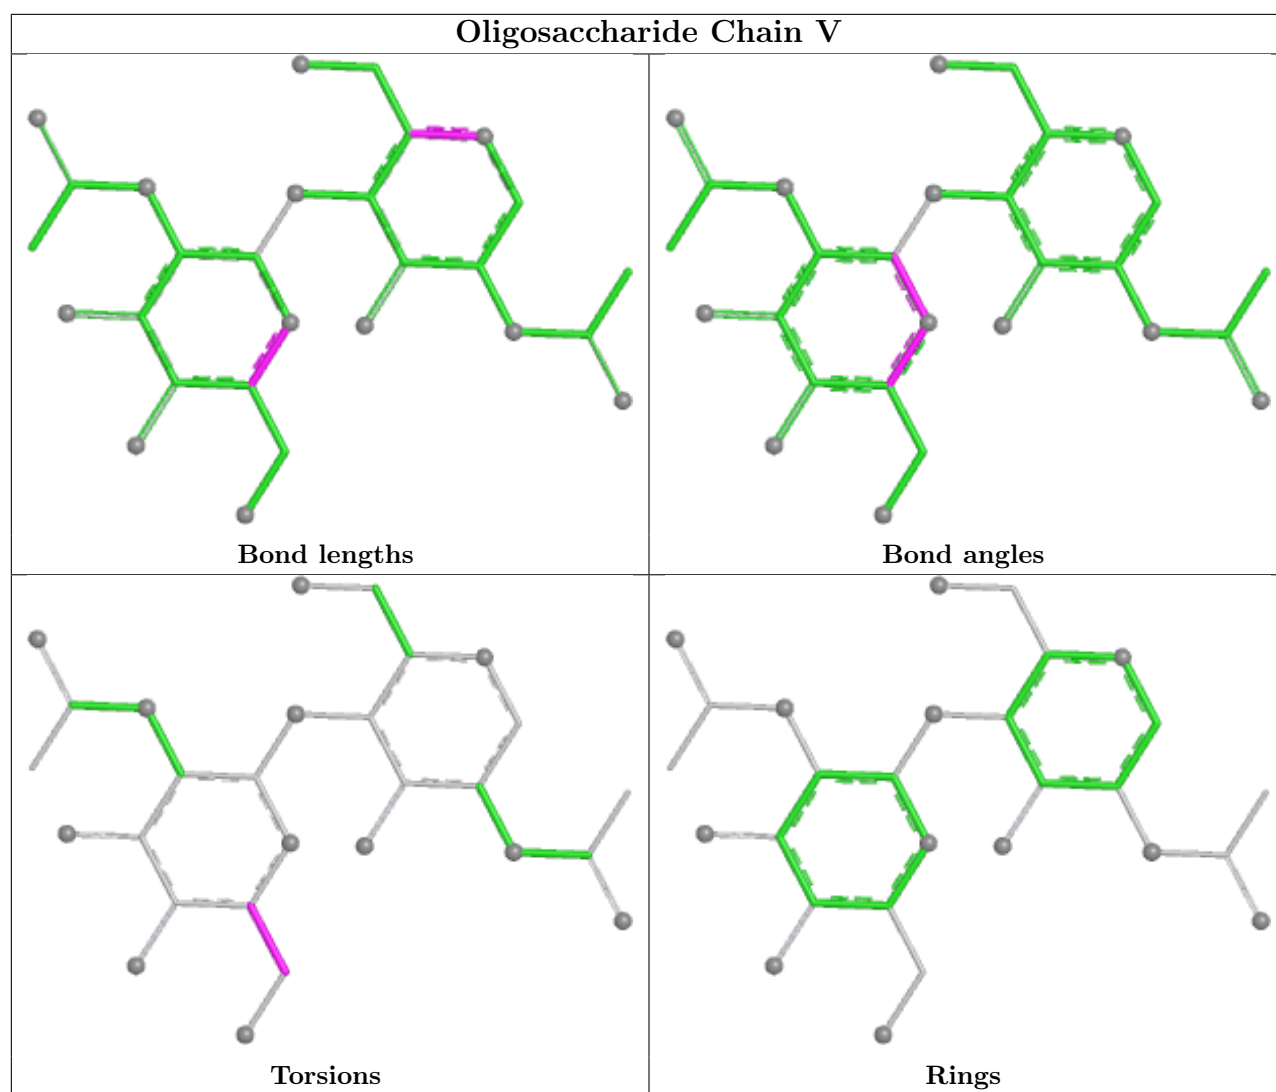 Oligosaccharide Chain V
Bond lengths
Bond angles
Torsions
Rings